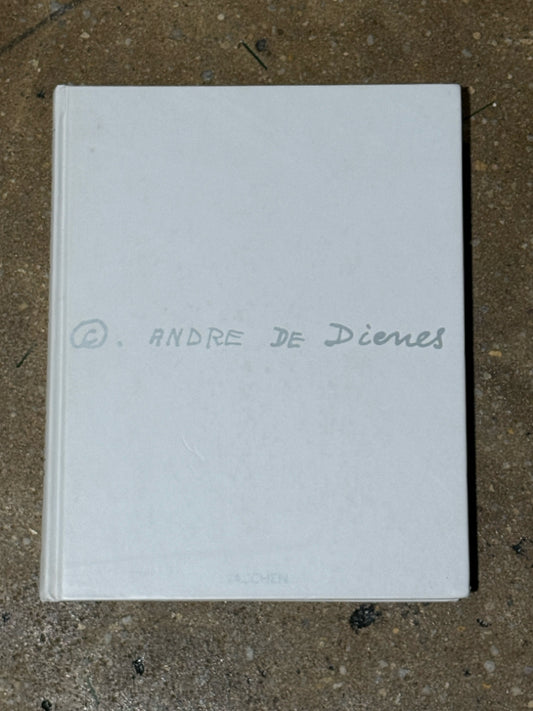 ©. ANDRE DE Dienes
TASCHEN